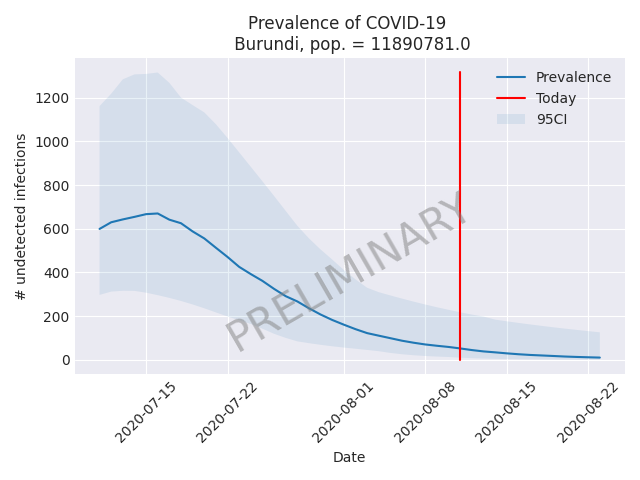 Prevalence of COVID-19
Burundi, pop. = 11890781.0
Prevalence
Today
95CI
# undetected infections
1200
1000
800
600
400
200
0
PRELIMINARY
2020-07-15
2020-07-22
2020-08-01
2020-08-08
2020-08-15
2020-08-22
Date